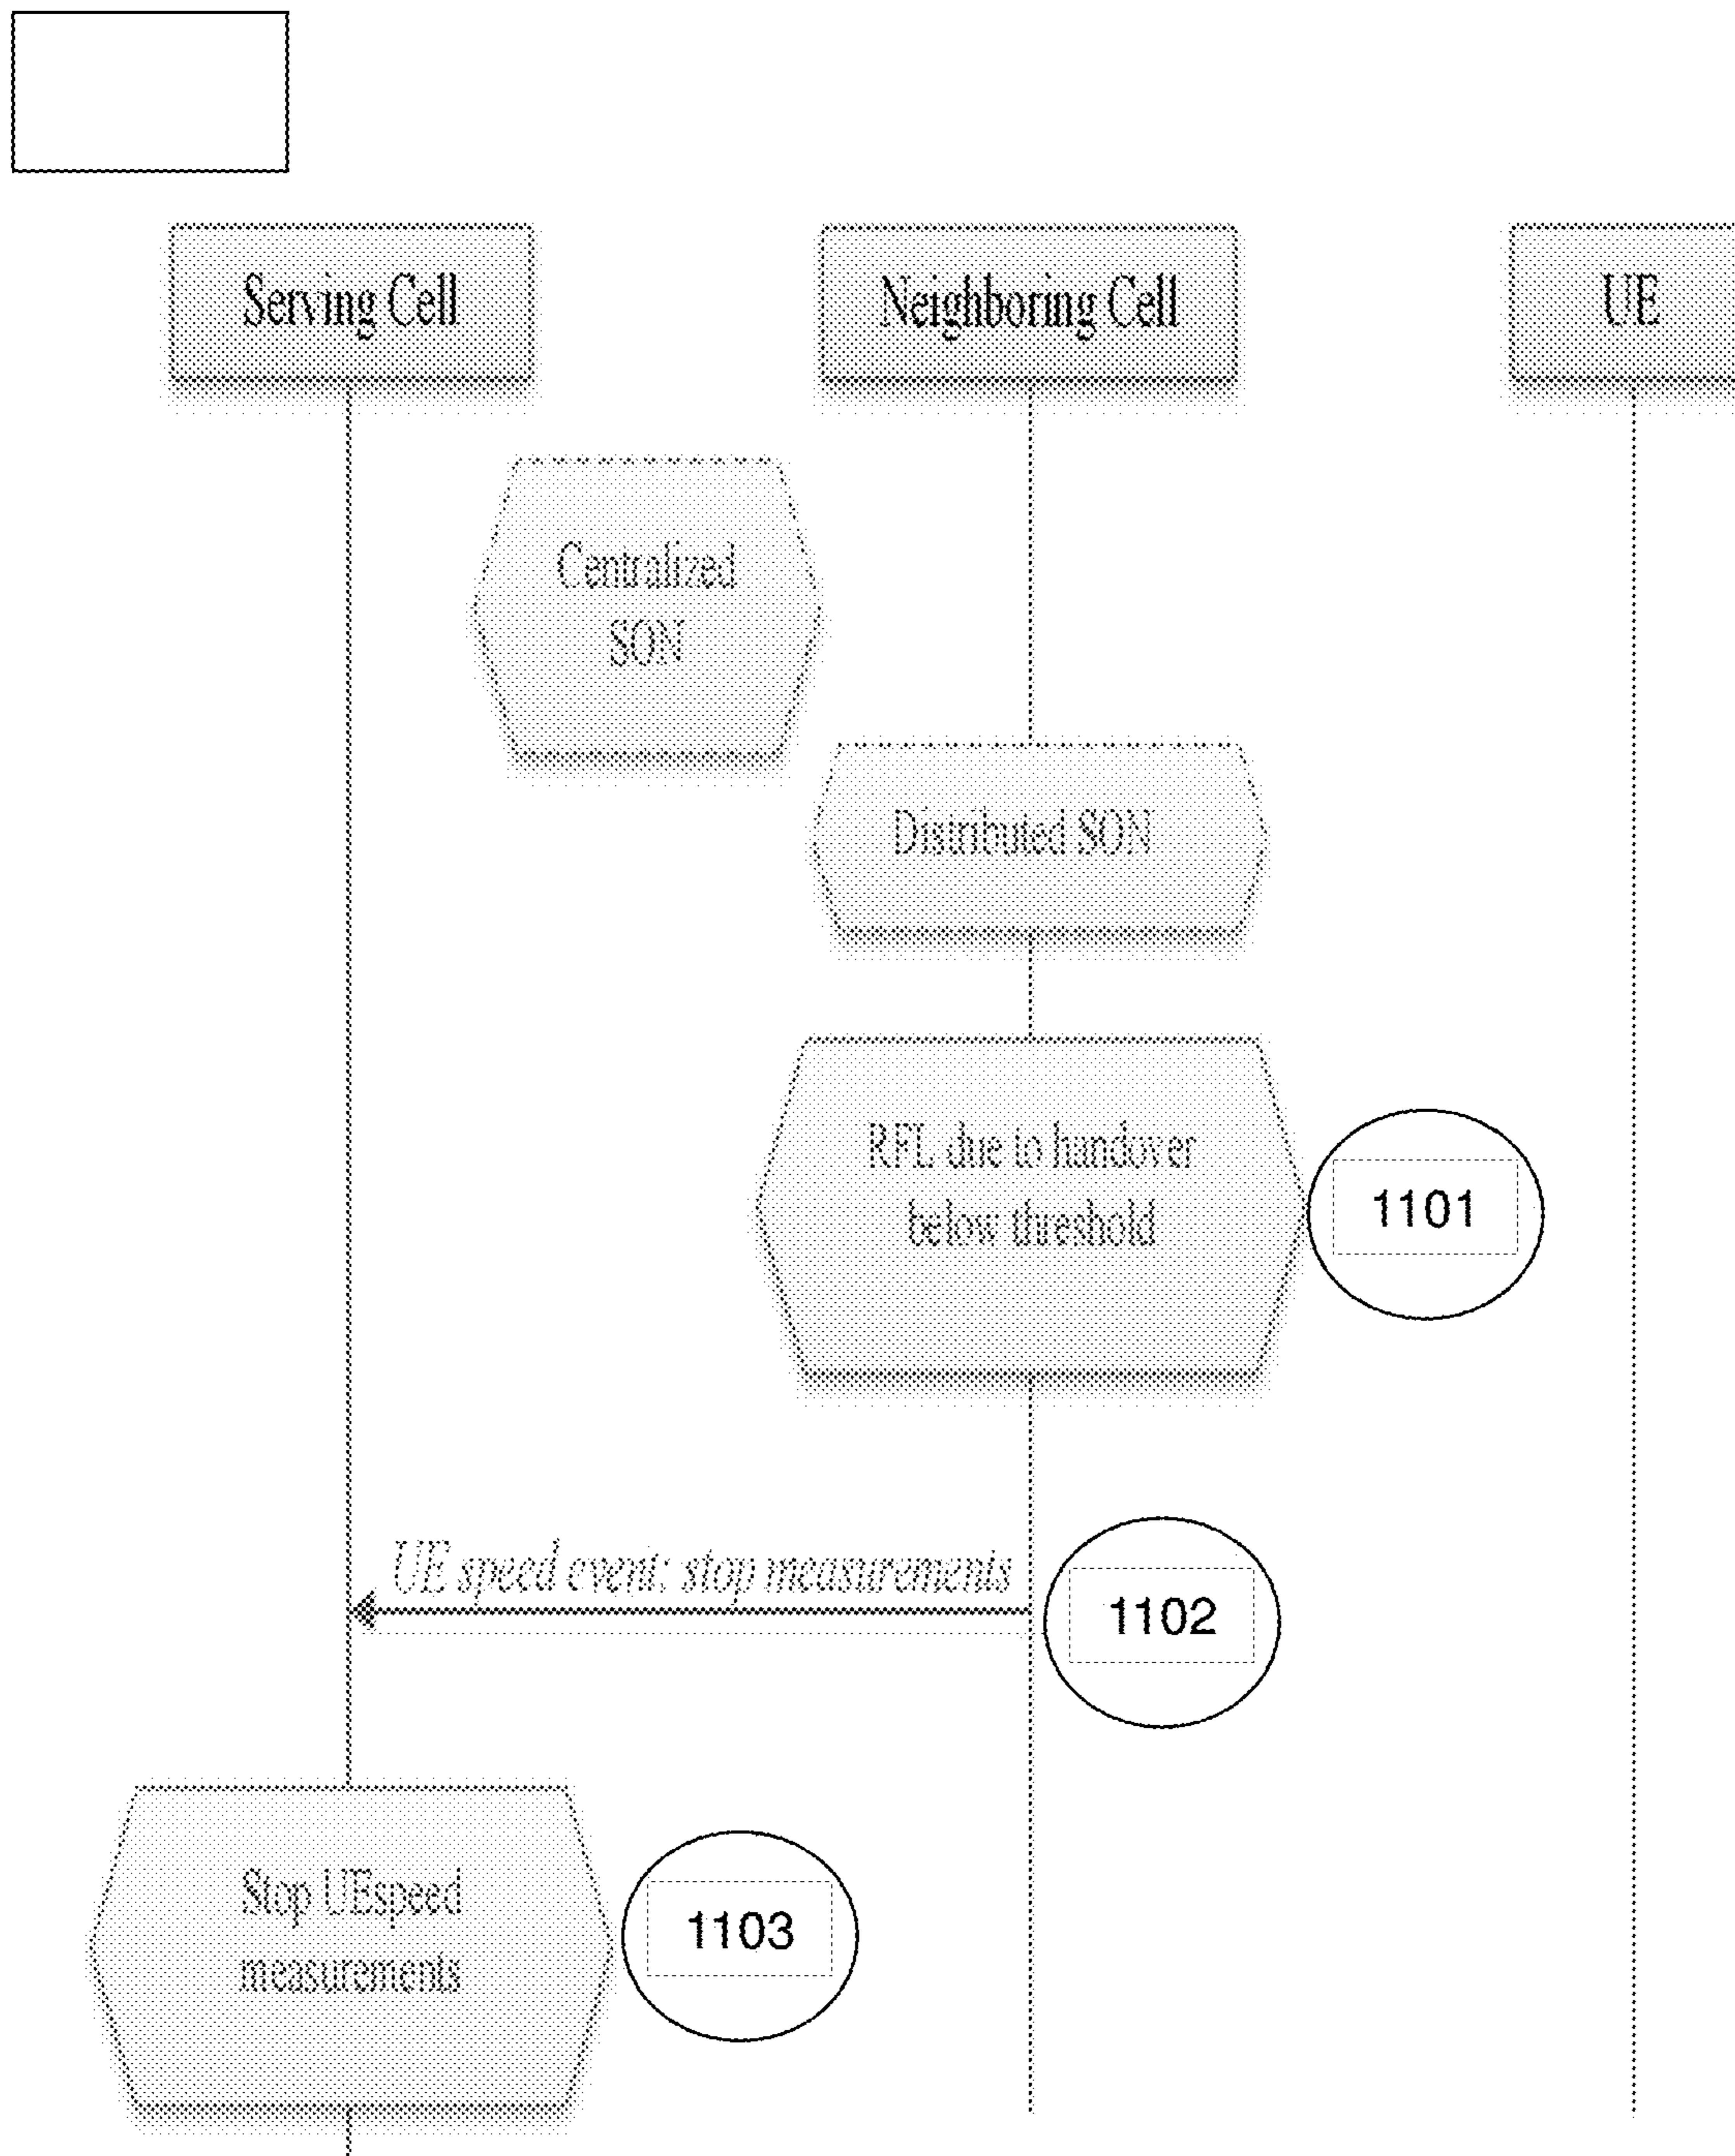 Serving Cell
Neighboring Cell
UE
Centralized
SON
Distributed SON
RFL due to handover
below threshold
1101
UE speed event: stop measurements
1102
Stop UEspeed
measurements
1103